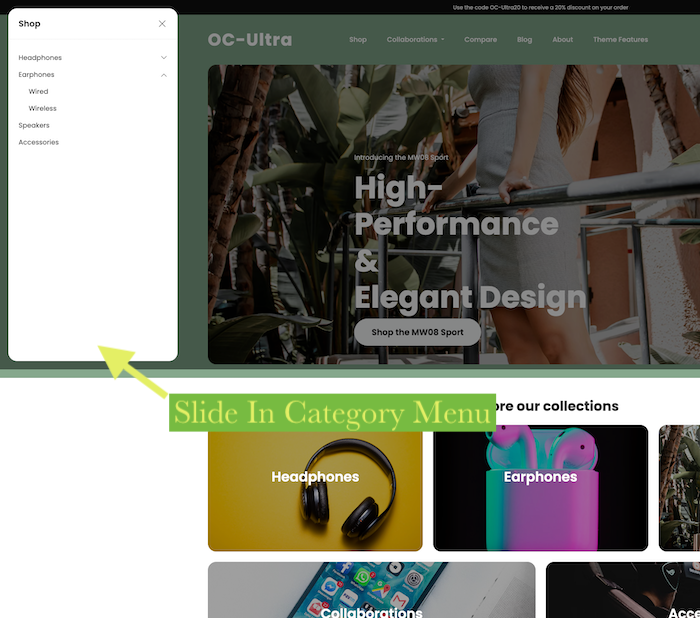 Use the code OC-Ultra20 to receive a 20% discount on your order
Shop
Headphones
Earphones
Wired
Wireless
Speakers
Accessories
OC-Ultra
Shop Collaborations Compare Blog About Theme Features
Introducing the MW08 Sport
High-
Performance
&
Elegant Design
Shop the MW08 Sport
Slide In Category Menu
ore our collections
Headphones
Earphones
Collaborations
Acce